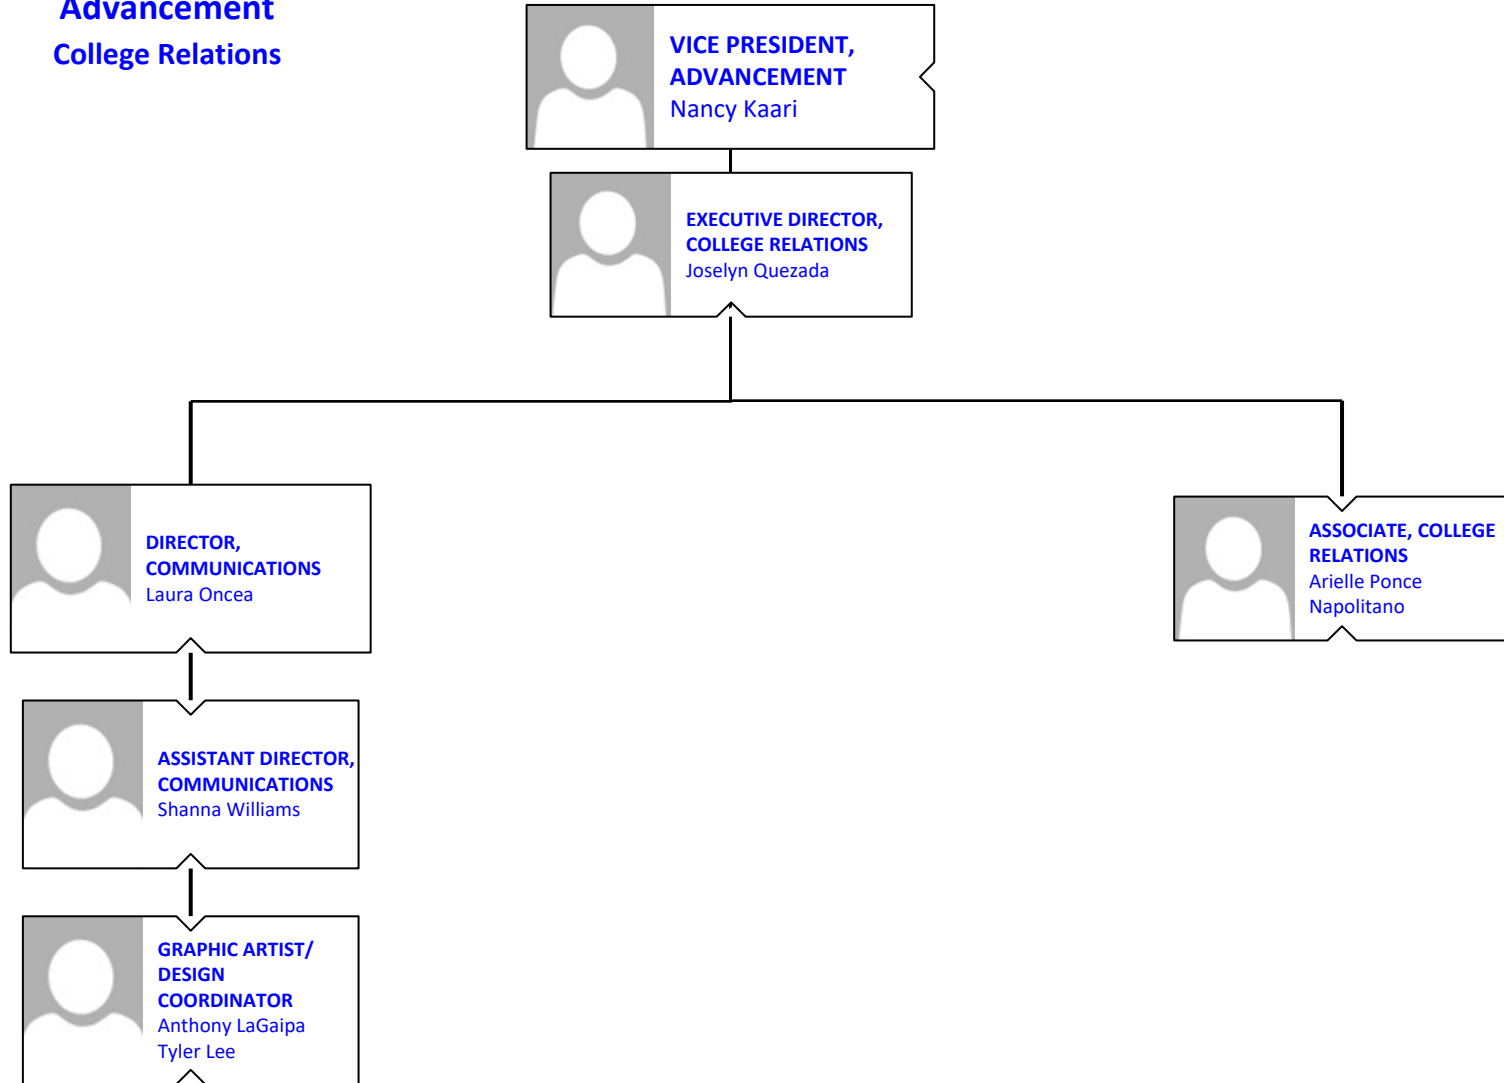 Advancement
College Relations
VICE PRESIDENT,
ADVANCEMENT
Nancy Kaari
EXECUTIVE DIRECTOR,
COLLEGE RELATIONS
Joselyn Quezada
DIRECTOR,
COMMUNICATIONS
Laura Oncea
ASSOCIATE, COLLEGE
RELATIONS
Arielle Ponce
Napolitano
ASSISTANT DIRECTOR,
COMMUNICATIONS
Shanna Williams
GRAPHIC ARTIST/
DESIGN
COORDINATOR
Anthony LaGaipa
Tyler Lee